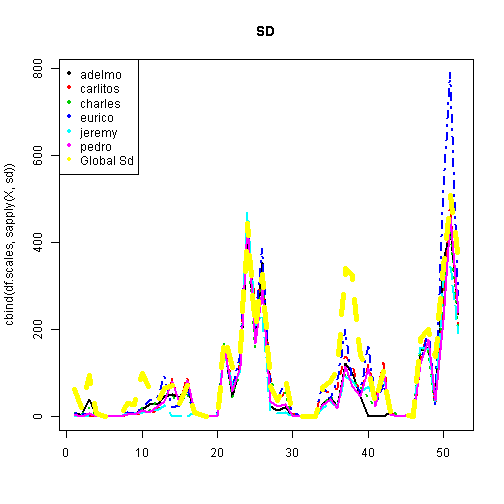 SD
cbind(df.scales, sapply(X, sd))
800
600
400
200
0
adelmo
carlitos
charles
eurico
jeremy
pedro
Global Sd
0 10 20 30 40 50